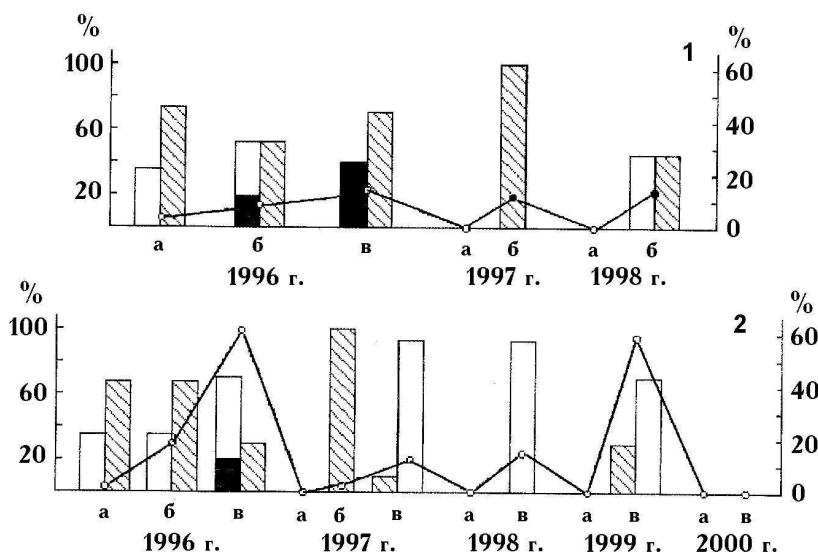 % 1 %
100 60
60 40
20 20
0
а б в а б а б
1996 г. 1997 г. 1998 г.
% 2 %
100 60
60 40
20 20
0
а б в а б в а в а в а в
1996 г. 1997 г. 1998 г. 1999 г. 2000 г.